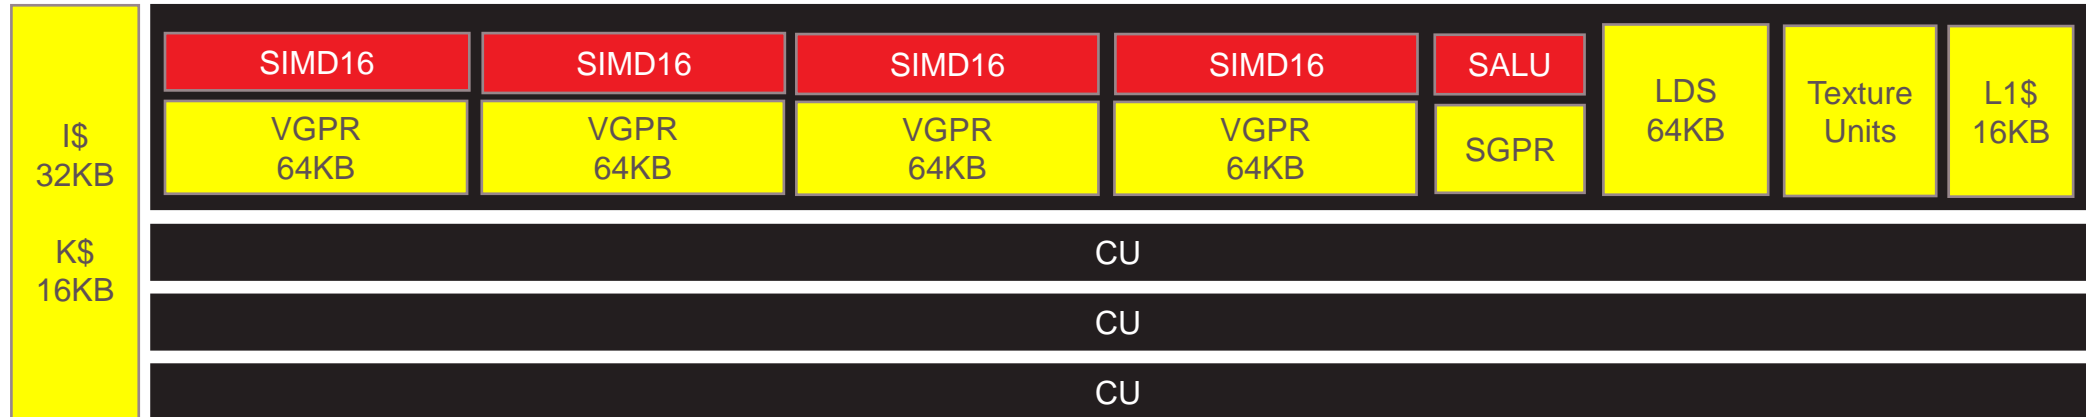 I$
32KB
K$
16KB
SIMD16
SIMD16
SIMD16
SIMD16
SALU
VGPR
64KB
VGPR
64KB
VGPR
64KB
VGPR
64KB
SGPR
LDS
64KB
Texture
Units
L1$
16KB
CU
CU
CU